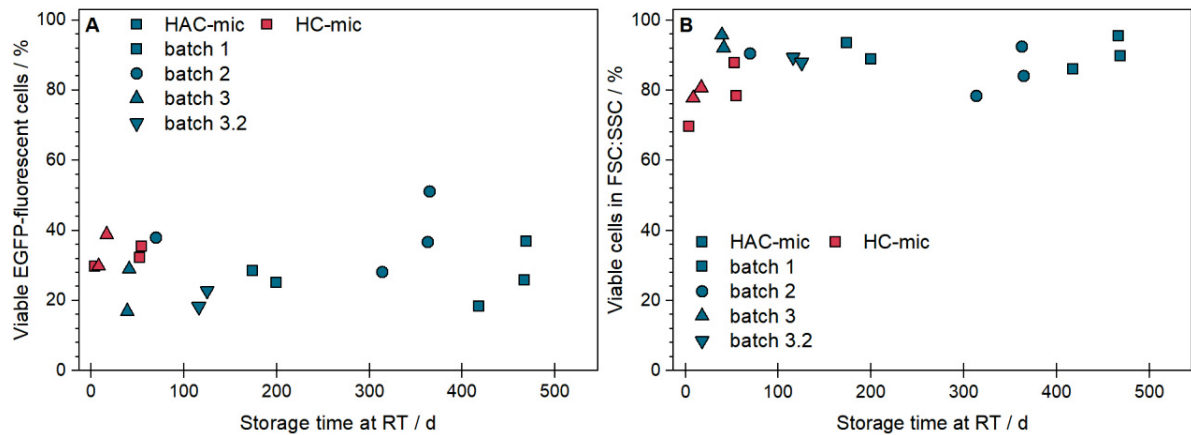 A
HAC-mic HC-mic
batch 1
batch 2
batch 3
batch 3.2
100
80
60
40
20
0
Viable EGFP-fluorescent cells / %
0 100 200 300 400 500
Storage time at RT / d
B
HAC-mic HC-mic
batch 1
batch 2
batch 3
batch 3.2
100
80
60
40
20
0
Viable cells in FSC:SSC / %
0 100 200 300 400 500
Storage time at RT / d